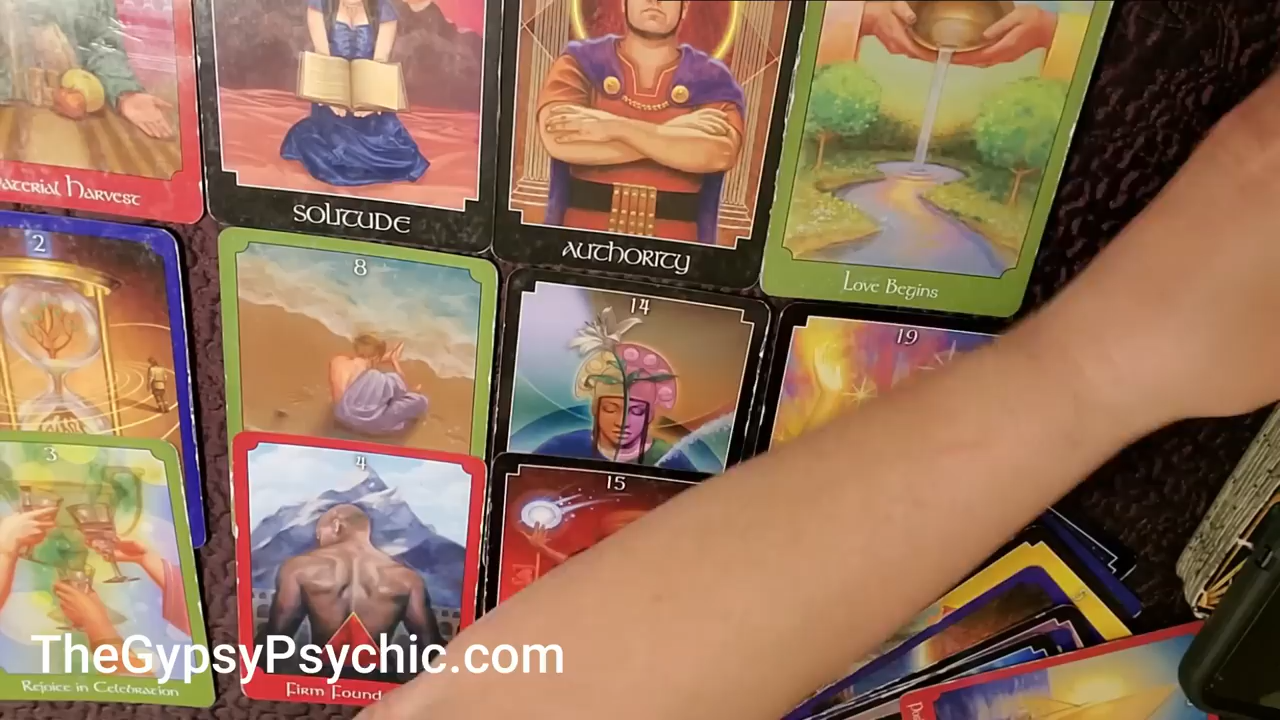 Material Harvest
SOLITUDE
AUTHORITY
Love Begins
2
8
14
19
3
4
15
TheGypsyPsychic.com
Rejoice in Celebration
Firm Found